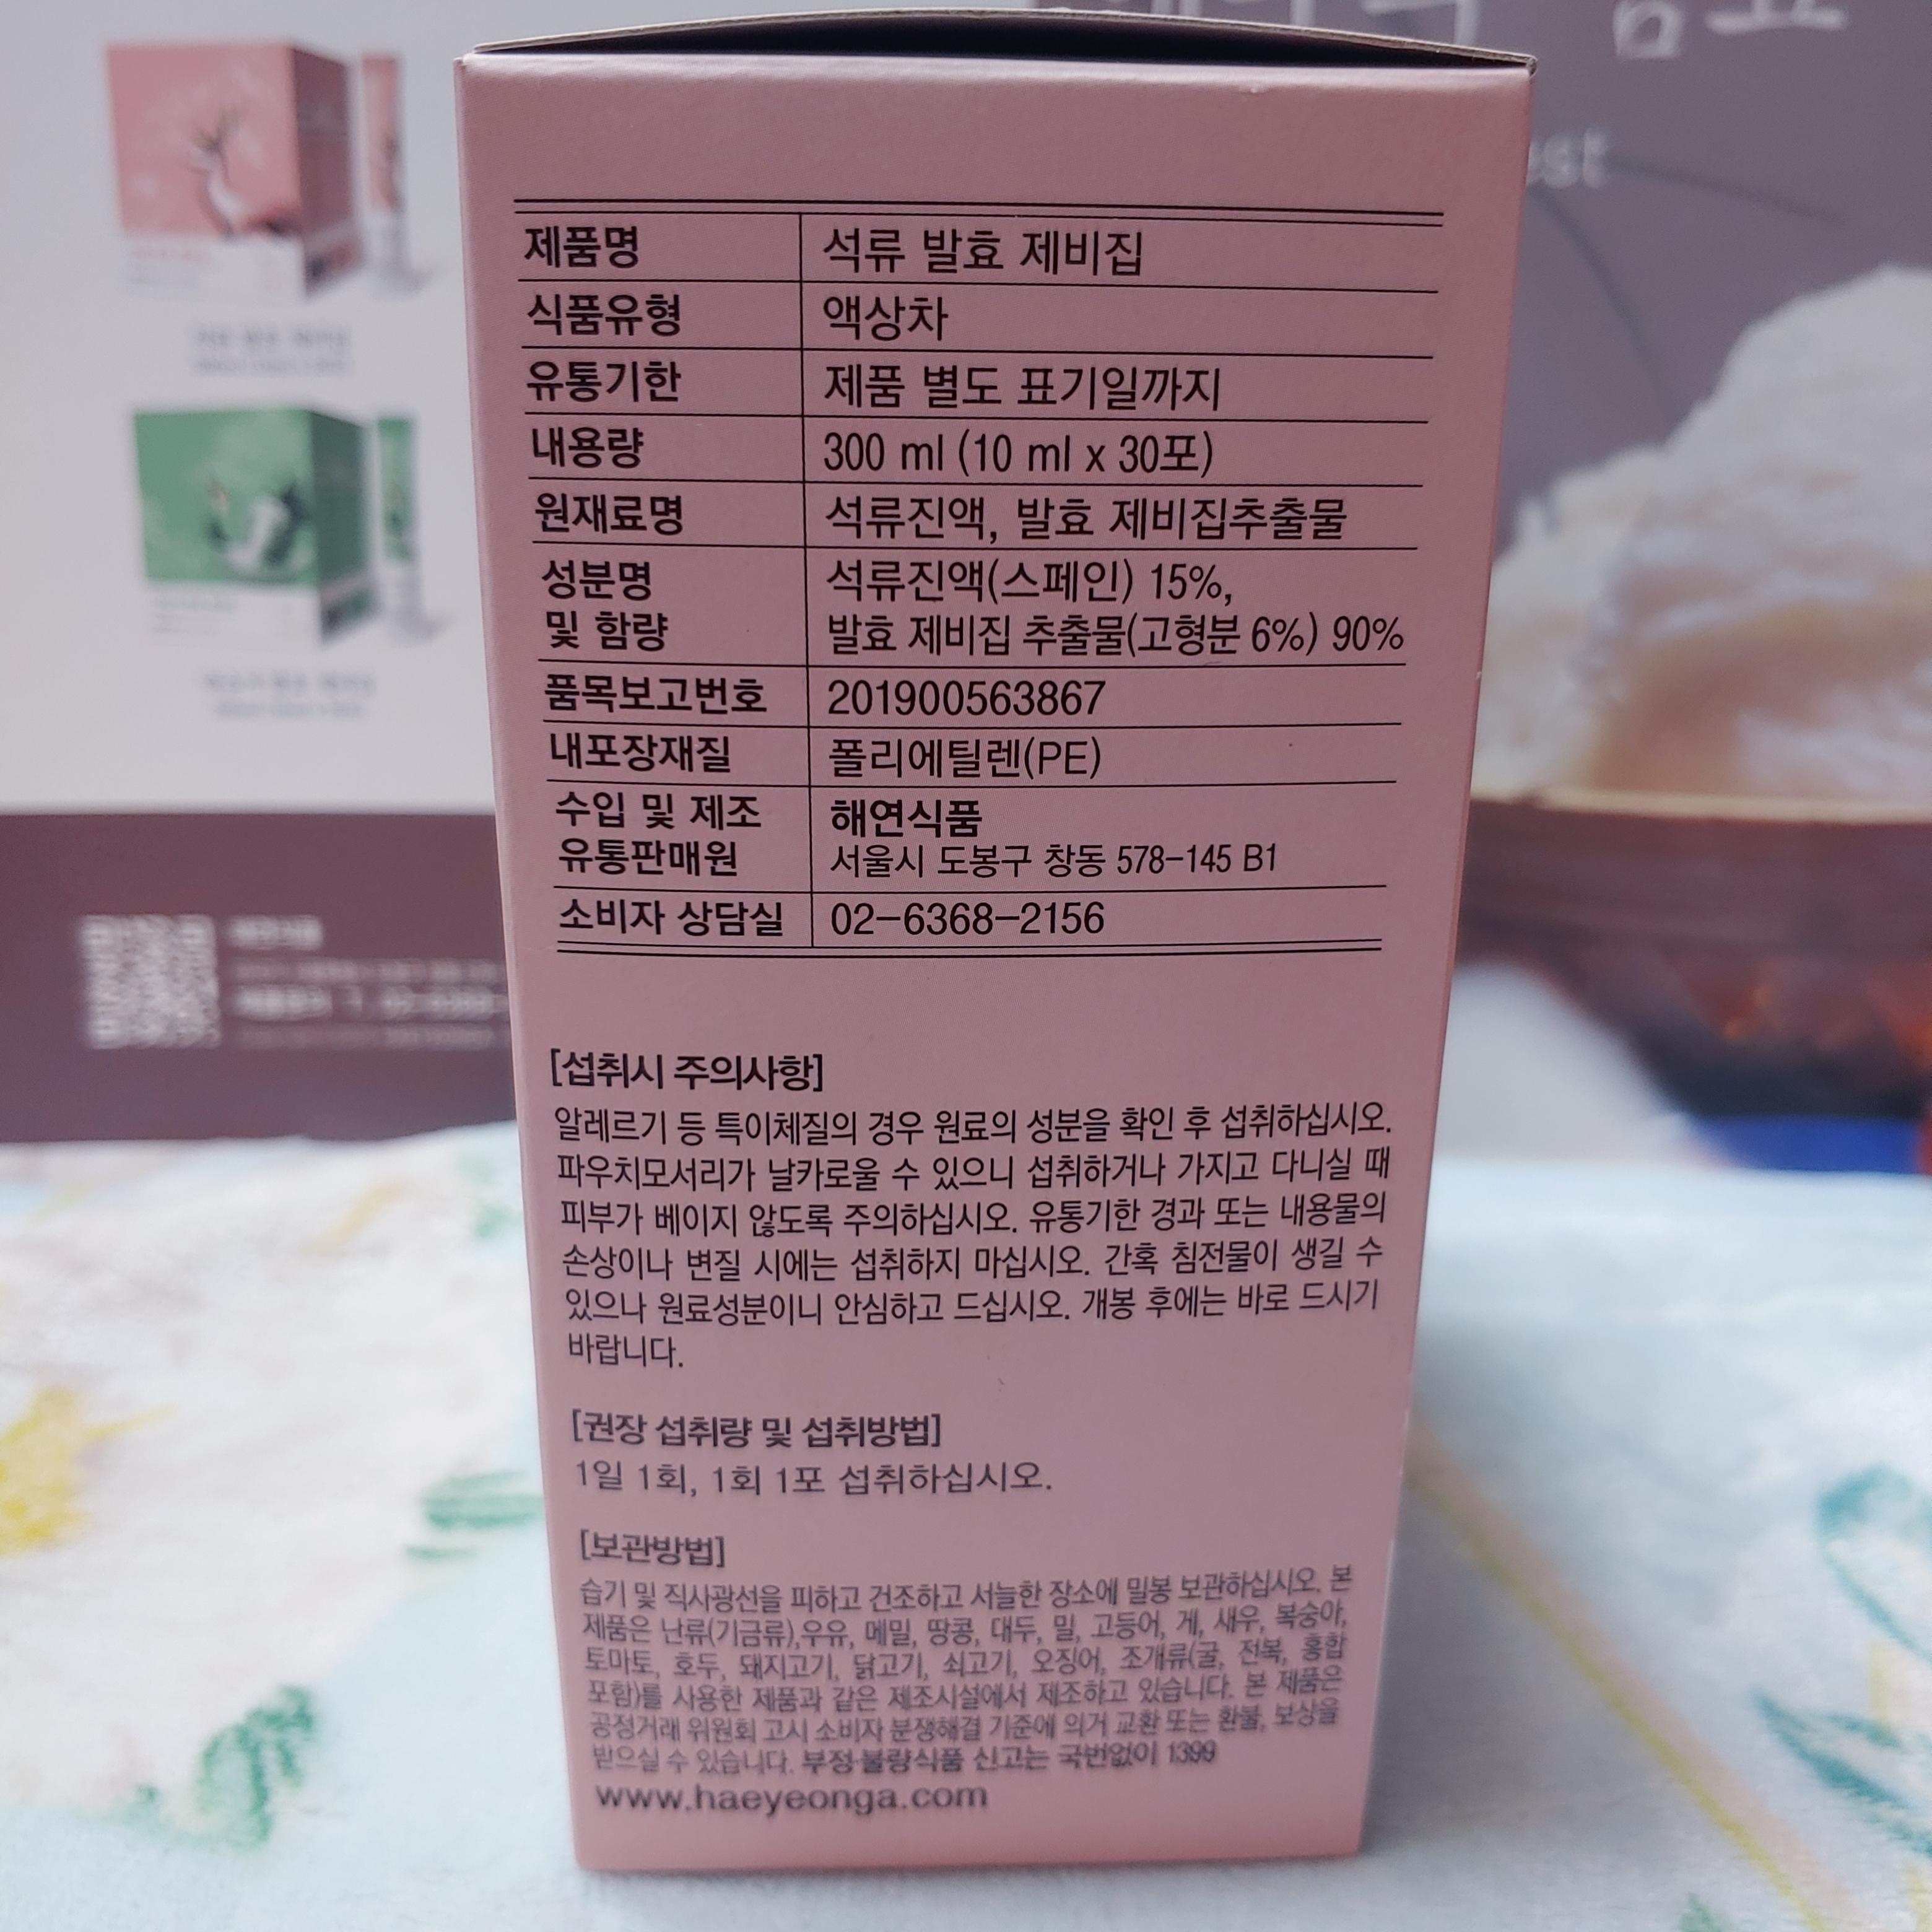 제품명 석류 발효 제비집
식품유형 액상차
유통기한 제품 별도 표기일까지
내용량 300 ml (10 ml x 30포)
원재료명 석류진액, 발효 제비집추출물
성분명 석류진액(스페인) 15%,
및 함량 발효 제비집 추출물(고형분 6%) 90%
품목보고번호 201900563867
내포장재질 폴리에틸렌(PE)
수입 및 제조 해연식품
유통판매원 서울시 도봉구 창동 578-145 B1
소비자 상담실 02-6368-2156
[섭취시 주의사항]
알레르기 등 특이체질의 경우 원료의 성분을 확인 후 섭취하십시오.
파우치모서리가 날카로울 수 있으니 섭취하거나 가지고 다니실 때
피부가 베이지 않도록 주의하십시오. 유통기한 경과 또는 내용물의
손상이나 변질 시에는 섭취하지 마십시오. 간혹 침전물이 생길 수
있으나 원료성분이니 안심하고 드십시오. 개봉 후에는 바로 드시기
바랍니다.
[권장 섭취량 및 섭취방법]
1일 1회, 1회 1포 섭취하십시오.
[보관방법]
습기 및 직사광선을 피하고 건조하고 서늘한 장소에 밀봉 보관하십시오. 본
제품은 난류(기금류),우유, 메밀, 땅콩, 대두, 밀, 고등어, 게, 새우, 복숭아,
토마토, 호두, 돼지고기, 닭고기, 쇠고기, 오징어, 조개류(굴, 전복, 홍합
포함)를 사용한 제품과 같은 제조시설에서 제조하고 있습니다. 본 제품은
공정거래 위원회 고시 소비자 분쟁해결 기준에 의거 교환 또는 환불, 보상을
받으실 수 있습니다. 부정·불량식품 신고는 국번없이 1399
www.haeyeonga.com